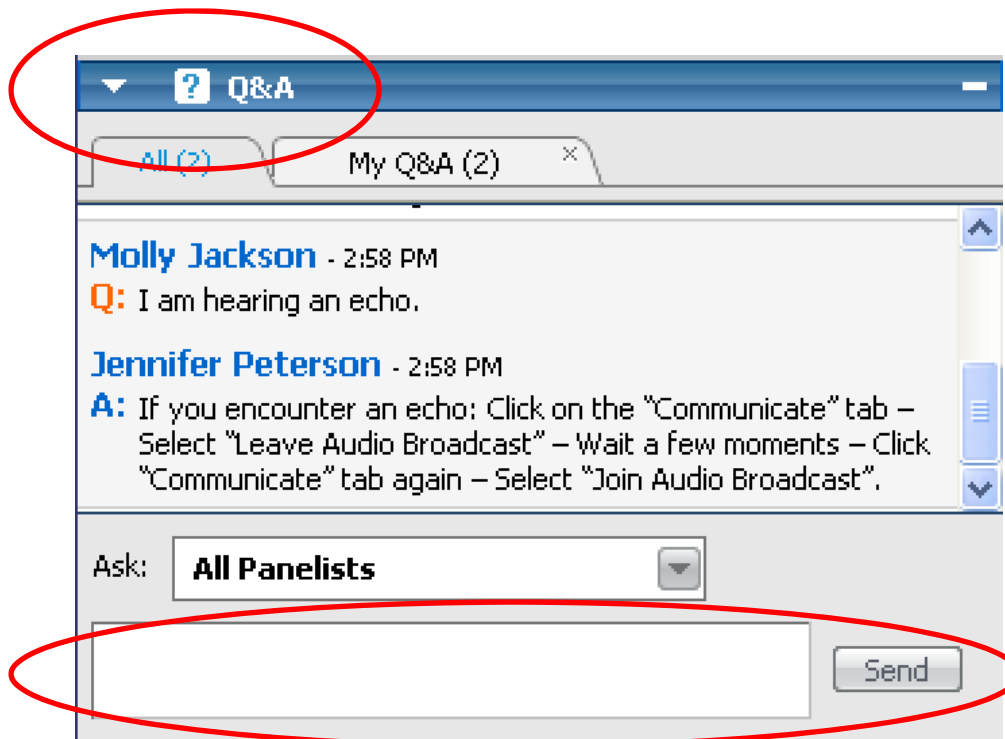 ? Q&A
All (2) My Q&A (2)
Molly Jackson - 2:58 PM
Q: I am hearing an echo.
Jennifer Peterson - 2:58 PM
A: If you encounter an echo: Click on the “Communicate” tab –
Select “Leave Audio Broadcast” – Wait a few moments – Click
“Communicate” tab again – Select “Join Audio Broadcast”.
Ask: All Panelists
Send